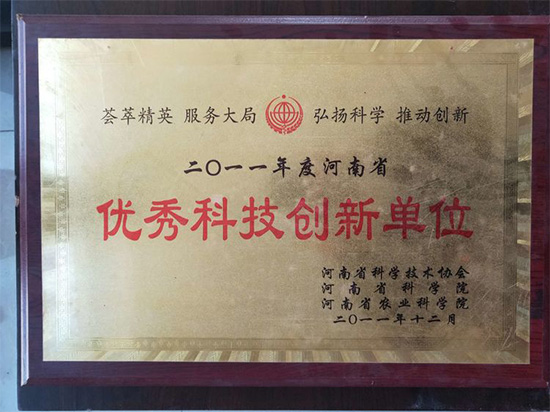 荟萃精英 服务大局 弘扬科学 推动创新
二〇一一年度河南省
优秀科技创新单位
河南省科学技术协会
河南省科学院
河南省农业科学院
二〇一一年十二月